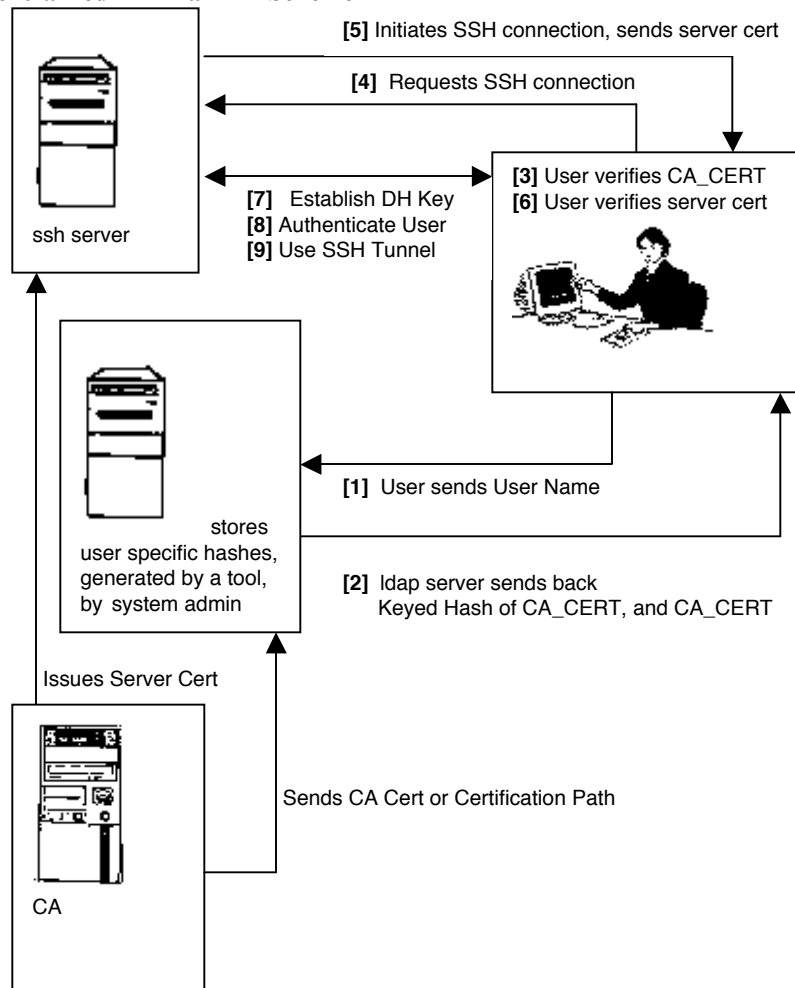 [5] Initiates SSH connection, sends server cert
[4] Requests SSH connection
[3] User verifies CA_CERT
[6] User verifies server cert
[7] Establish DH Key
[8] Authenticate User
[9] Use SSH Tunnel
ssh server
[1] User sends User Name
stores
user specific hashes,
generated by a tool,
by system admin
[2] ldap server sends back
Keyed Hash of CA_CERT, and CA_CERT
Issues Server Cert
Sends CA Cert or Certification Path
CA